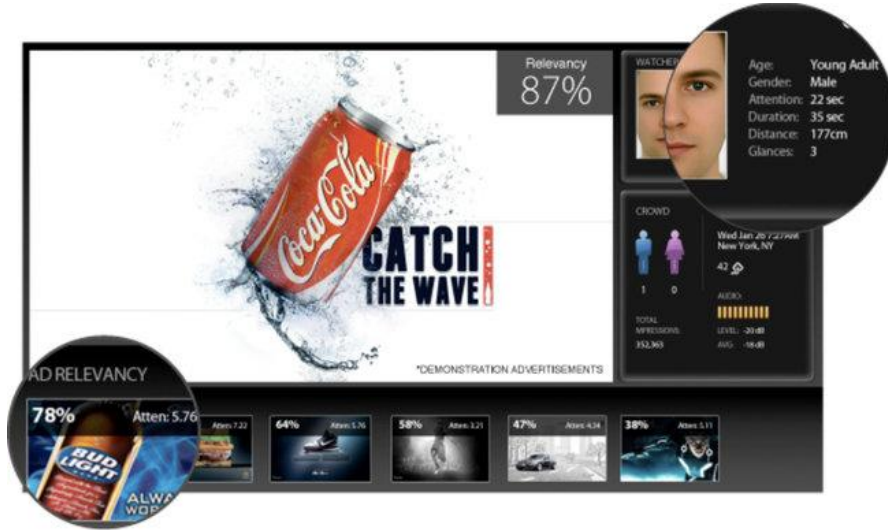 Relevancy
87%
Coca-Cola
CATCH
THE WAVE
*DEMONSTRATION ADVERTISEMENTS
WATCHER
Age: Young Adult
Gender: Male
Attention: 22 sec
Duration: 35 sec
Distance: 177cm
Glances: 3
CROWD
1 0
Wed Jan 26 7:27AM
New York, NY
42
TOTAL
IMPRESSIONS:
352,363
AUDIO:
LEVEL: -20 dB
AVG: -18 dB
AD RELEVANCY
78% Atten: 5.76
BUD
LIGHT
ALWA
WOR
Atten: 7.22
64% Atten: 5.76
58% Atten: 3.21
47% Atten: 4.34
38% Atten: 5.11